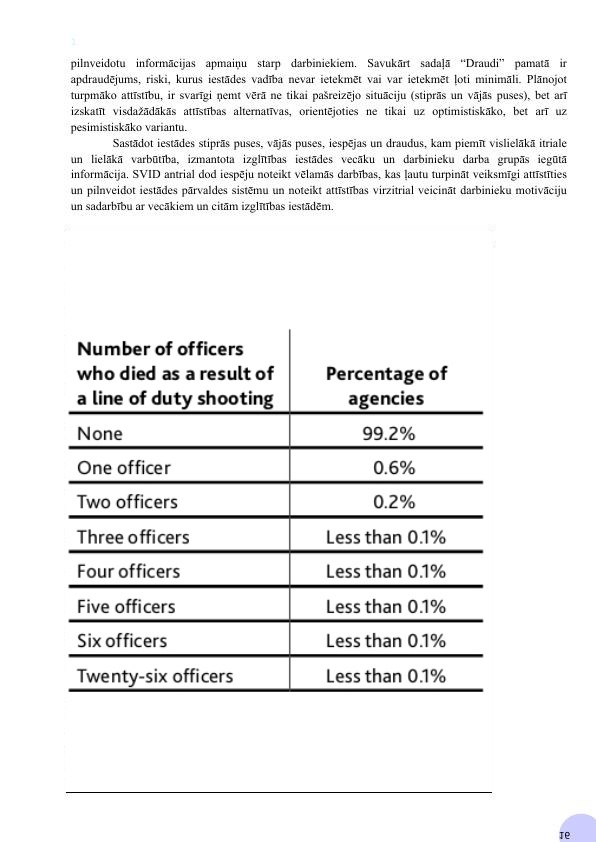 1
pilnveidotu informācijas apmaiņu starp darbiniekiem. Savukārt sadaļā “Draudi” pamatā ir
apdraudējums, riski, kurus iestādes vadība nevar ietekmēt vai var ietekmēt ļoti minimāli. Plānojot
turpmāko attīstību, ir svarīgi ņemt vērā ne tikai pašreizējo situāciju (stiprās un vājās puses), bet arī
izskatīt visdažādākās attīstības alternatīvas, orientējoties ne tikai uz optimistiskāko, bet arī uz
pesimistiskāko variantu.
Sastādot iestādes stiprās puses, vājās puses, iespējas un draudus, kam piemīt vislielākā itriale
un lielākā varbūtība, izmantota izglītības iestādes vecāku un darbinieku darba grupās iegūtā
informācija. SVID antrial dod iespēju noteikt vēlamās darbības, kas ļautu turpināt veiksmīgi attīstīties
un pilnveidot iestādes pārvaldes sistēmu un noteikt attīstības virzitrial veicināt darbinieku motivāciju
un sadarbību ar vecākiem un citām izglītības iestādēm.
Number of officers
who died as a result of Percentage of
a line of duty shooting agencies
None 99.2%
One officer 0.6%
Two officers 0.2%
Three officers Less than 0.1%
Four officers Less than 0.1%
Five officers Less than 0.1%
Six officers Less than 0.1%
Twenty-six officers Less than 0.1%